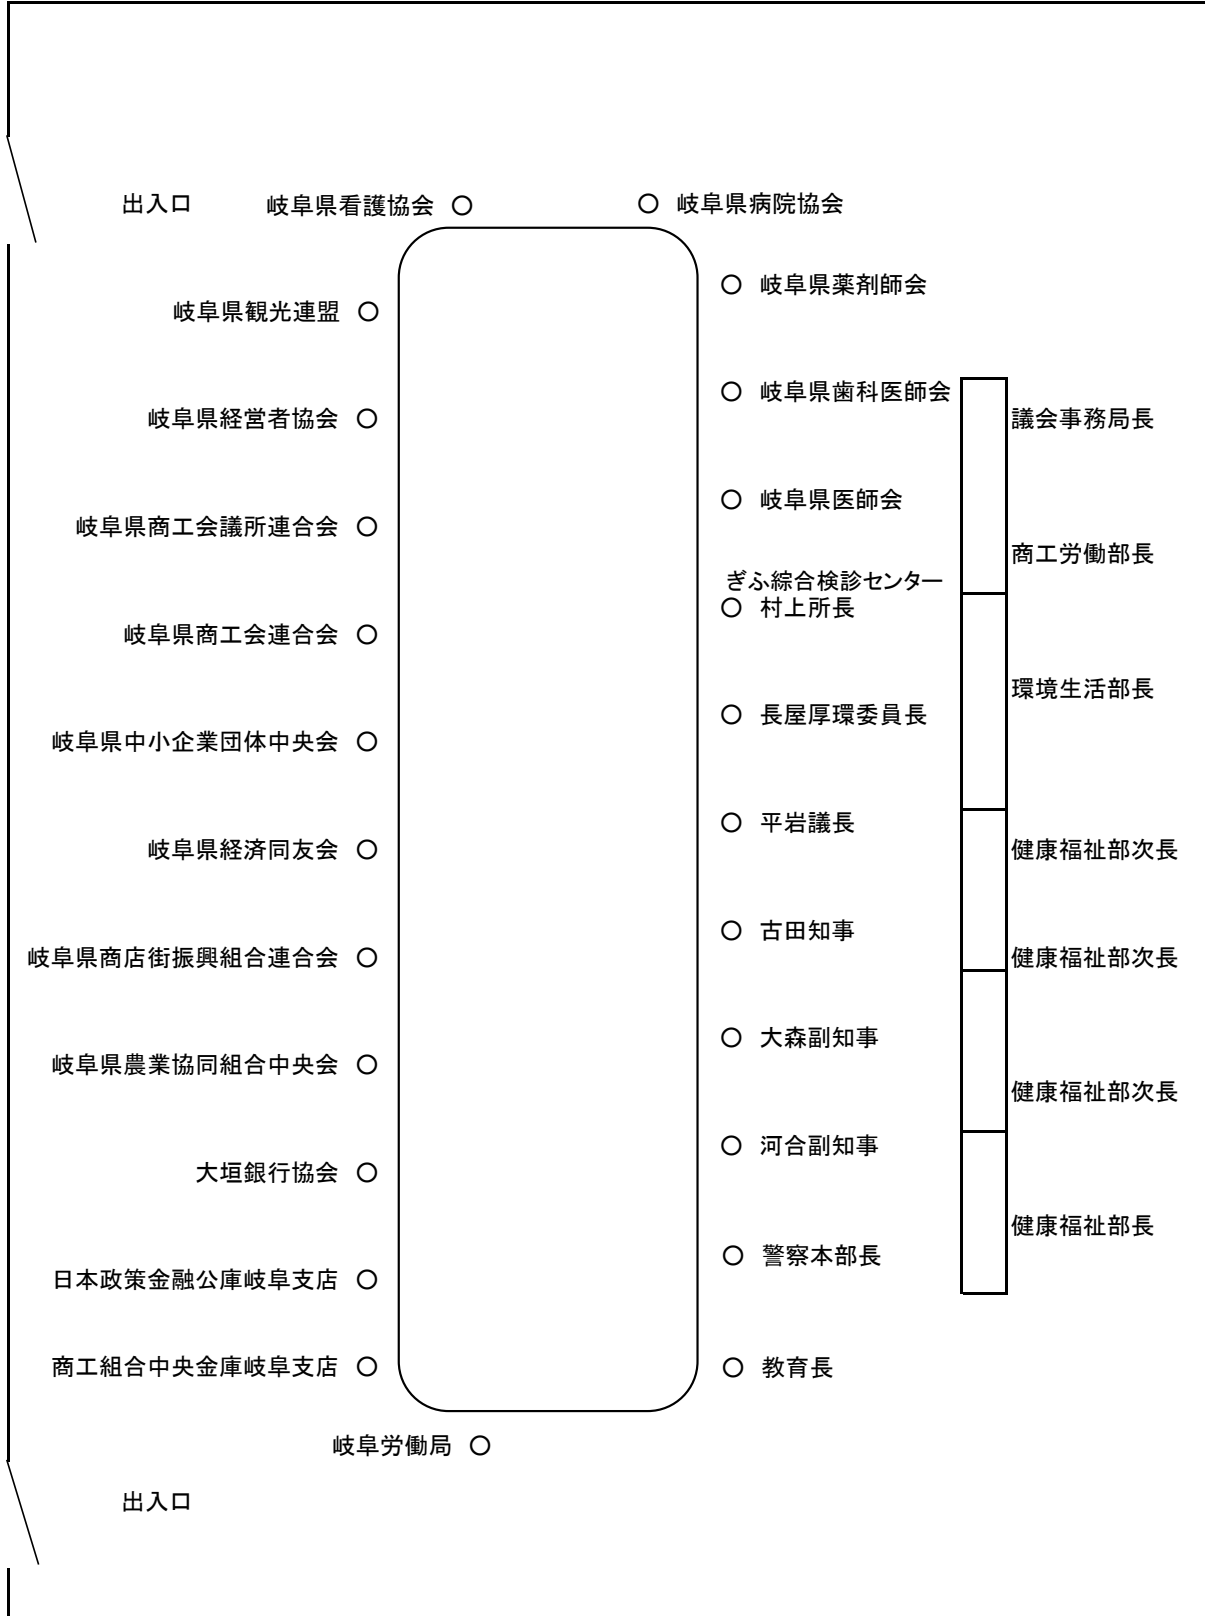 出入口
岐阜県看護協会 ○
○ 岐阜県病院協会
岐阜県観光連盟 ○
岐阜県経営者協会 ○
岐阜県商工会議所連合会 ○
岐阜県商工会連合会 ○
岐阜県中小企業団体中央会 ○
岐阜県経済同友会 ○
岐阜県商店街振興組合連合会 ○
岐阜県農業協同組合中央会 ○
大垣銀行協会 ○
日本政策金融公庫岐阜支店 ○
商工組合中央金庫岐阜支店 ○
岐阜労働局 ○
出入口
○ 岐阜県薬剤師会
○ 岐阜県歯科医師会
○ 岐阜県医師会
ぎふ綜合検診センター
○ 村上所長
○ 長屋厚環委員長
○ 平岩議長
○ 古田知事
○ 大森副知事
○ 河合副知事
○ 警察本部長
○ 教育長
議会事務局長
商工労働部長
環境生活部長
健康福祉部次長
健康福祉部次長
健康福祉部次長
健康福祉部長